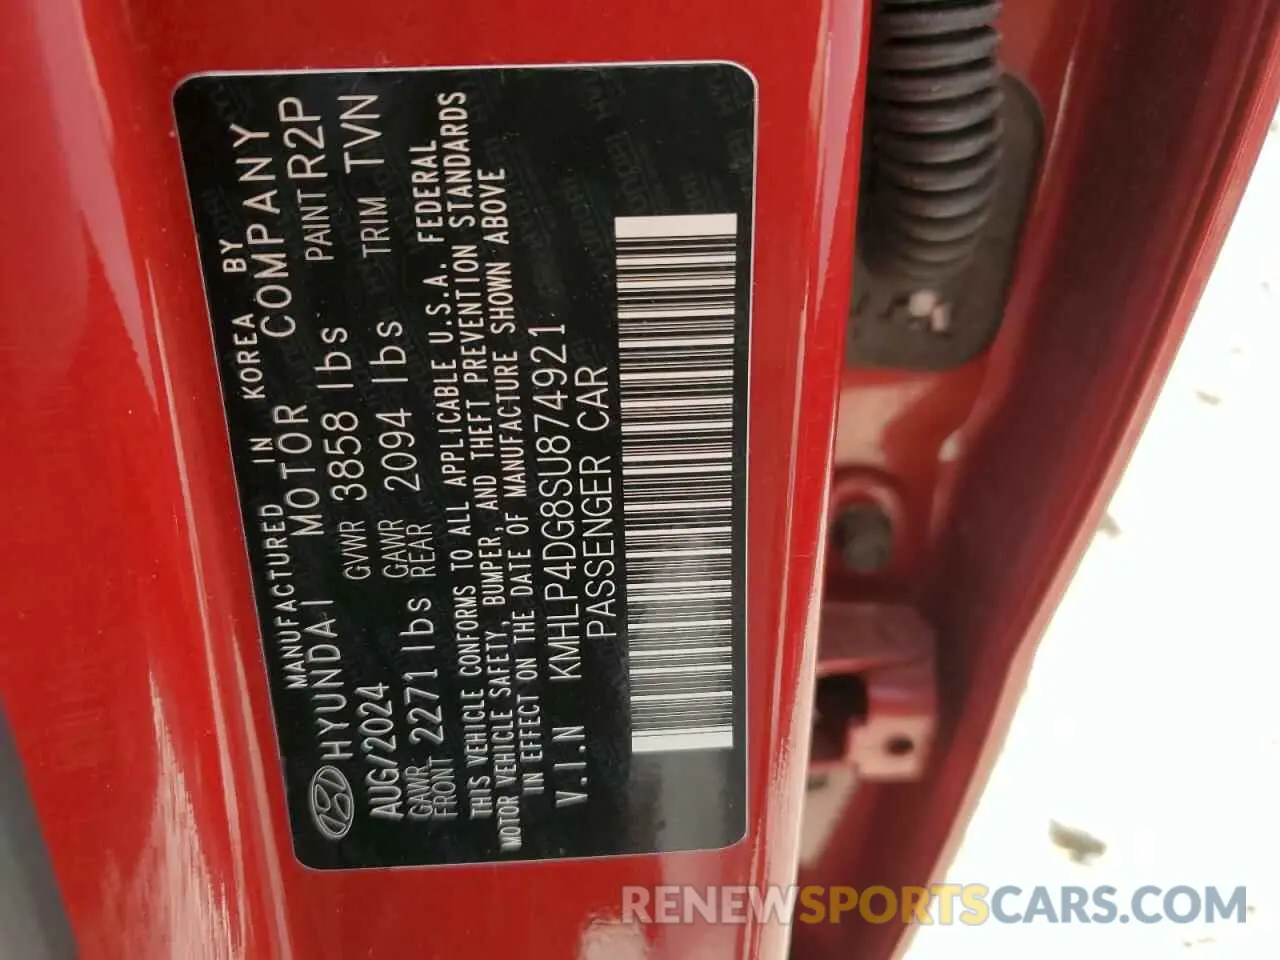 MANUFACTURED IN KOREA BY
HYUNDAI MOTOR COMPANY
AUG/2024 GVWR 3858 lbs PAINT R2P
GAWR FRONT 2271 lbs GAWR REAR 2094 lbs TRIM TVN
THIS VEHICLE CONFORMS TO ALL APPLICABLE U.S.A. FEDERAL
MOTOR VEHICLE SAFETY, BUMPER, AND THEFT PREVENTION STANDARDS
IN EFFECT ON THE DATE OF MANUFACTURE SHOWN ABOVE
V.I.N KMHLP4DG8SU874921
PASSENGER CAR
RENEWSPORTSCARS.COM